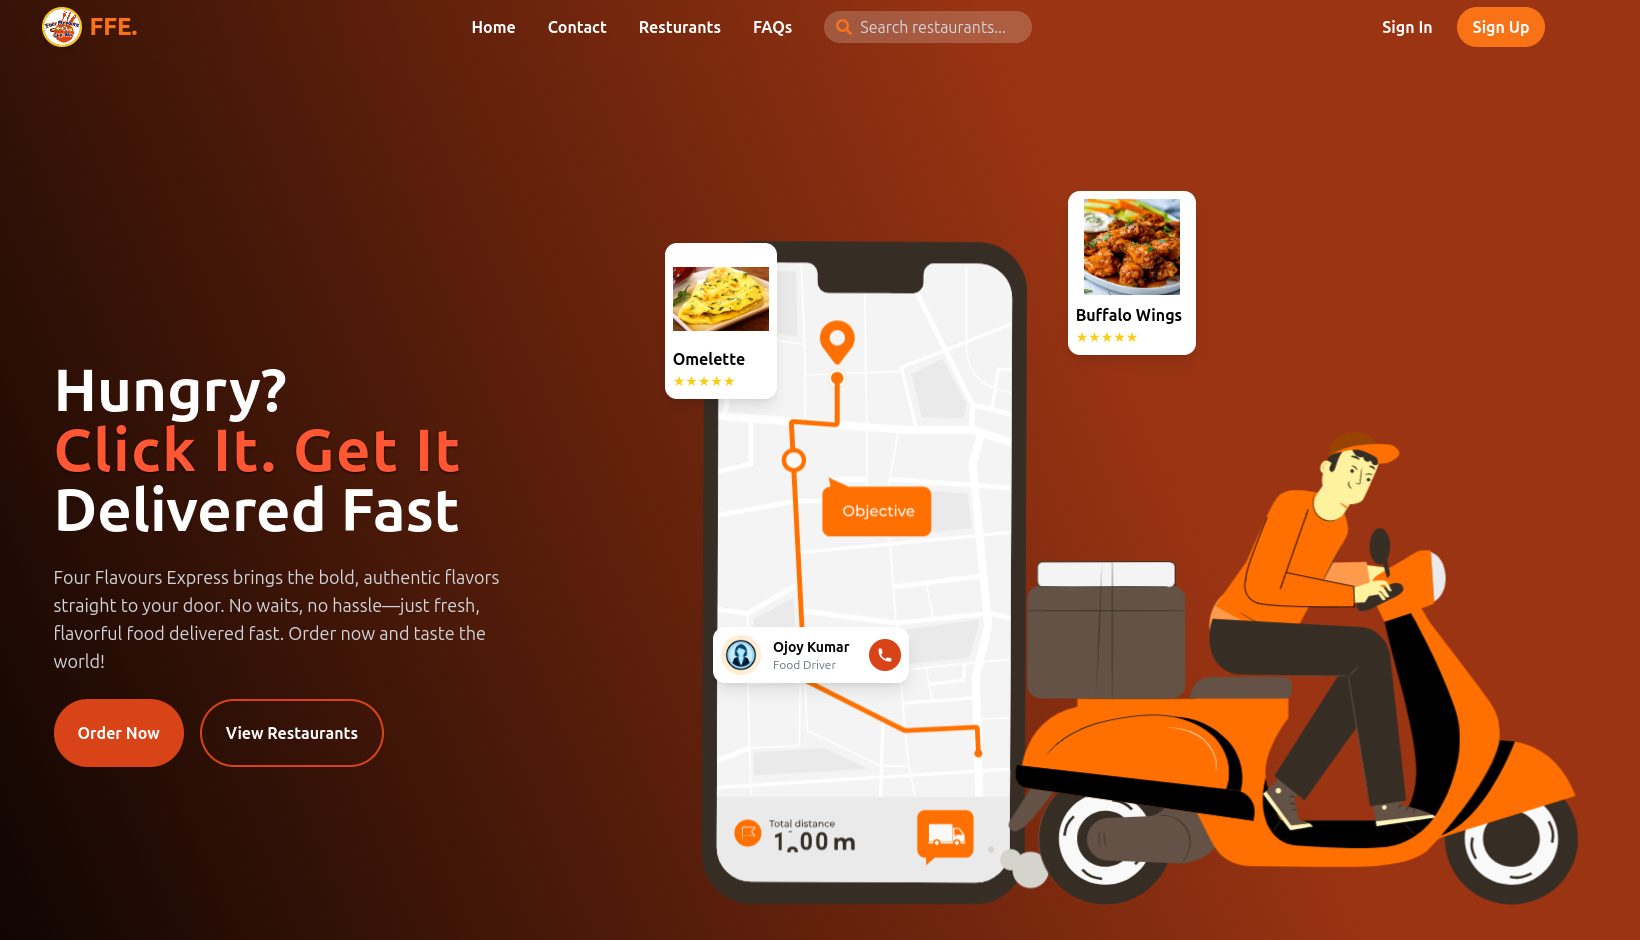 FFE.
Home
Contact
Resturants
FAQs
Search restaurants...
Sign In
Sign Up
Hungry?
Click It. Get It
Delivered Fast
Four Flavours Express brings the bold, authentic flavors
straight to your door. No waits, no hassle—just fresh,
flavorful food delivered fast. Order now and taste the
world!
Order Now
View Restaurants
Omelette
★★★★★
Buffalo Wings
★★★★★
Objective
Ojoy Kumar
Food Driver
Total distance